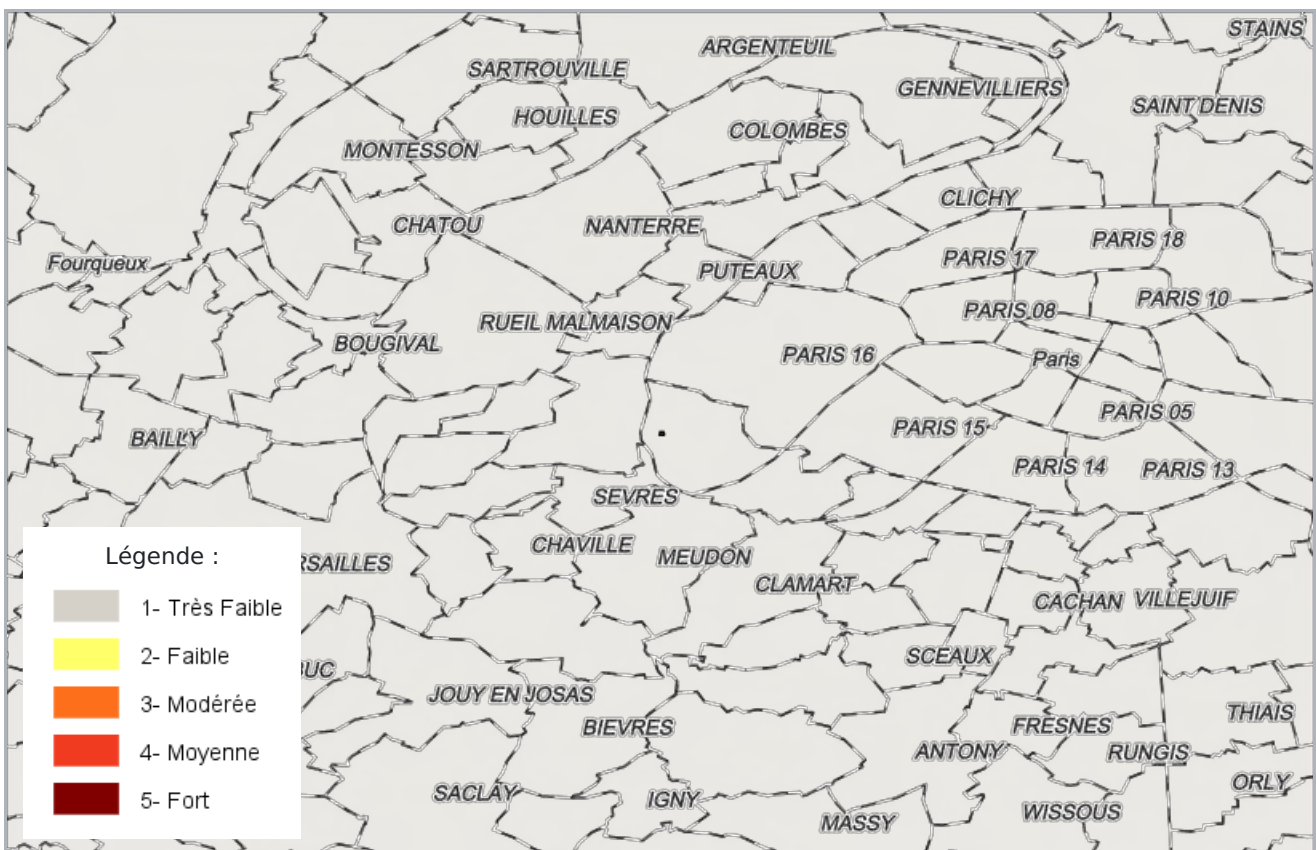 STAINS
ARGENTEUIL
SARTROUVILLE
GENNEVILLIERS
SAINT DENIS
HOUILLES
COLOMBES
MONTESSON
CLICHY
CHATOU
NANTERRE
PARIS 18
Fourqueux
PARIS 17
PUTEAUX
PARIS 10
PARIS 08
RUEIL MALMAISON
BOUGIVAL
PARIS 16
Paris
PARIS 05
BAILLY
PARIS 15
PARIS 14
PARIS 13
SEVRES
CHAVILLE
MEUDON
RSAILLES
CLAMART
CACHAN
VILLEJUIF
SCEAUX
BUC
JOUY EN JOSAS
BIEVRES
FRESNES
THIAIS
ANTONY
RUNGIS
ORLY
SACLAY
IGNY
WISSOUS
MASSY
Légende :
1- Très Faible
2- Faible
3- Modérée
4- Moyenne
5- Fort